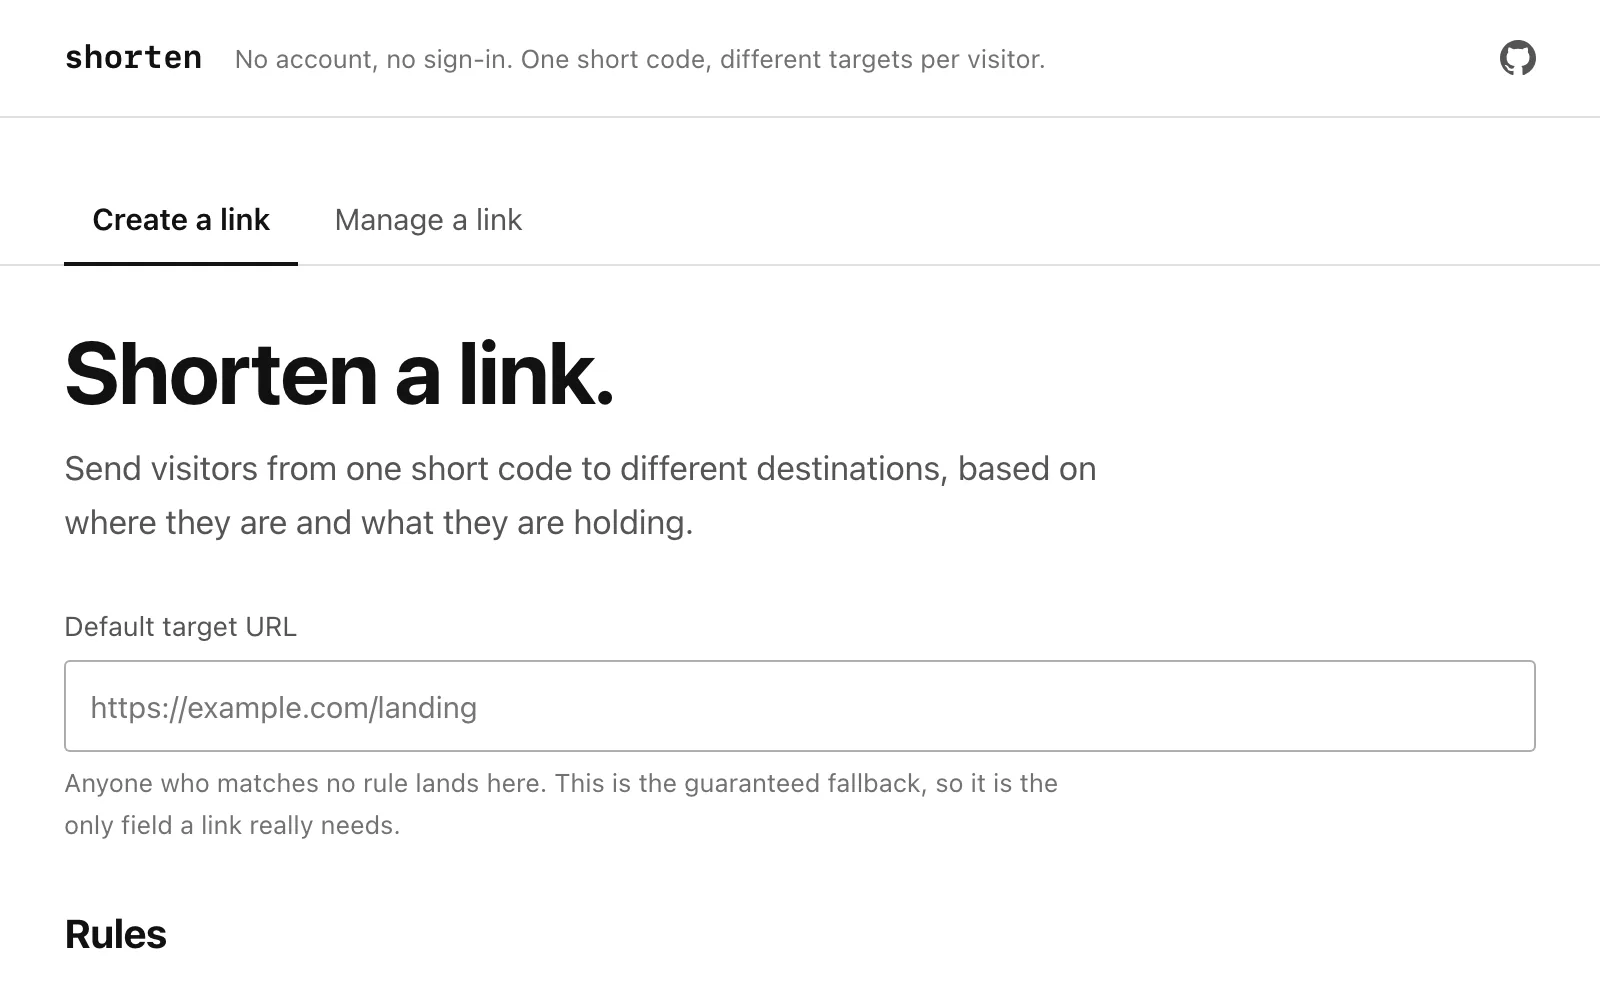 shorten
No account, no sign-in. One short code, different targets per visitor.
Create a link
Manage a link
Shorten a link.
Send visitors from one short code to different destinations, based on
where they are and what they are holding.
Default target URL
https://example.com/landing
Anyone who matches no rule lands here. This is the guaranteed fallback, so it is the
only field a link really needs.
Rules